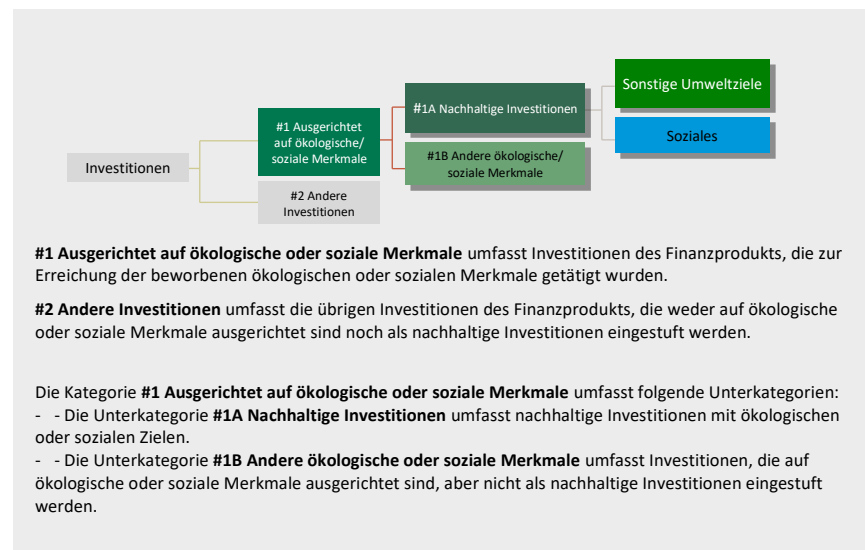 Sonstige Umweltziele
#1A Nachhaltige Investitionen
#1 Ausgerichtet
auf ökologische/
soziale Merkmale
Soziales
#1B Andere ökologische/
soziale Merkmale
Investitionen
#2 Andere
Investitionen
#1 Ausgerichtet auf ökologische oder soziale Merkmale umfasst Investitionen des Finanzprodukts, die zur
Erreichung der beworbenen ökologischen oder sozialen Merkmale getätigt wurden.
#2 Andere Investitionen umfasst die übrigen Investitionen des Finanzprodukts, die weder auf ökologische
oder soziale Merkmale ausgerichtet sind noch als nachhaltige Investitionen eingestuft werden.
Die Kategorie #1 Ausgerichtet auf ökologische oder soziale Merkmale umfasst folgende Unterkategorien:
- - Die Unterkategorie #1A Nachhaltige Investitionen umfasst nachhaltige Investitionen mit ökologischen
oder sozialen Zielen.
- - Die Unterkategorie #1B Andere ökologische oder soziale Merkmale umfasst Investitionen, die auf
ökologische oder soziale Merkmale ausgerichtet sind, aber nicht als nachhaltige Investitionen eingestuft
werden.